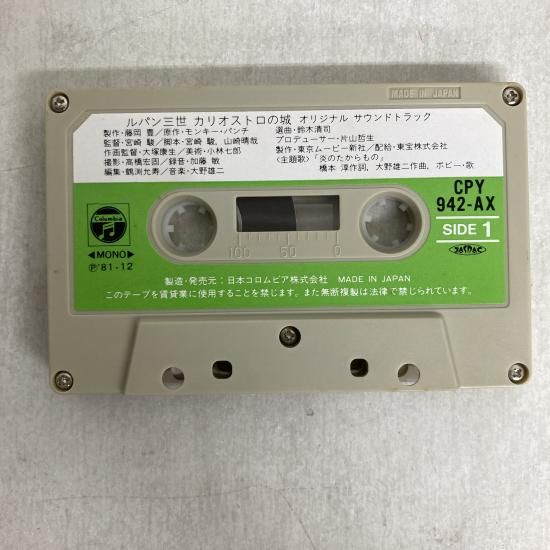 MADE IN JAPAN
ルパン三世 カリオストロの城 オリジナル サウンドトラック
製作・藤岡 豊／原作・モンキー・パンチ
監督・宮崎 駿／脚本・宮崎 駿、山崎晴哉
作画監督・大塚康生／美術・小林七郎
撮影・高橋宏固／録音・加藤 敏
編集・鶴渕允寿／音楽・大野雄二
選曲・鈴木清司
プロデューサー・片山哲生
製作・東京ムービー新社／配給・東宝株式会社
〈主題歌〉「炎のたからもの」
橋本 淳作詞、大野雄二作曲、ボビー・歌
Columbia
◀MONO▶
Ⓟ'81-12
100 50 0
CPY
942-AX
SIDE 1
JASRAC
製造・発売元：日本コロムビア株式会社 MADE IN JAPAN
このテープを賃貸業に使用することを禁じます。また無断複製は法律で禁じられています。